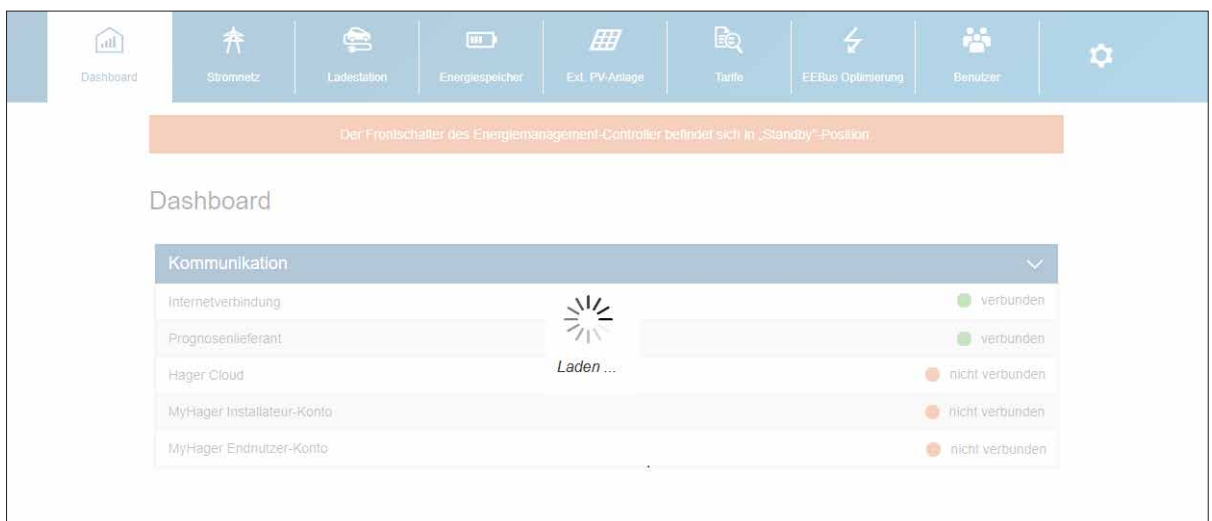 Dashboard
Stromnetz
Ladestation
Energiespeicher
Ext. PV-Anlage
Tarife
EEBus Optimierung
Benutzer
Der Frontschalter des Energiemanagement-Controller befindet sich in „Standby"-Position.
Dashboard
Kommunikation
Internetverbindung verbunden
Prognosenlieferant verbunden
Laden ...
Hager Cloud nicht verbunden
MyHager Installateur-Konto nicht verbunden
MyHager Endnutzer-Konto nicht verbunden